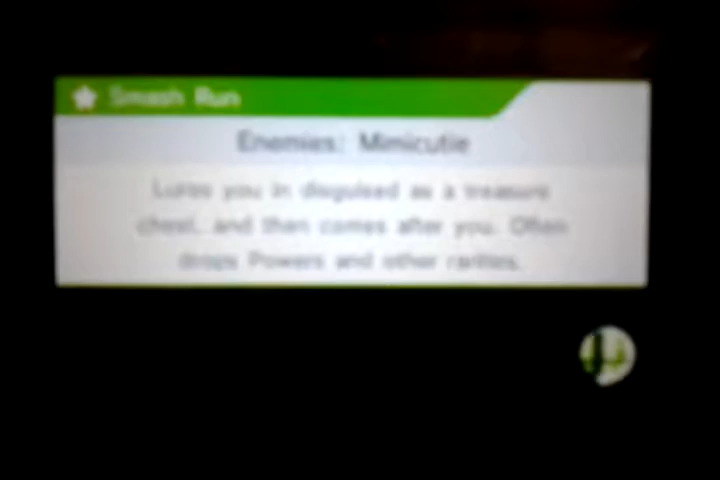 Smash Run
Enemies: Mimicutie
Lures you in disguised as a treasure
chest, and then comes after you. Often
drops Powers and other rarities.